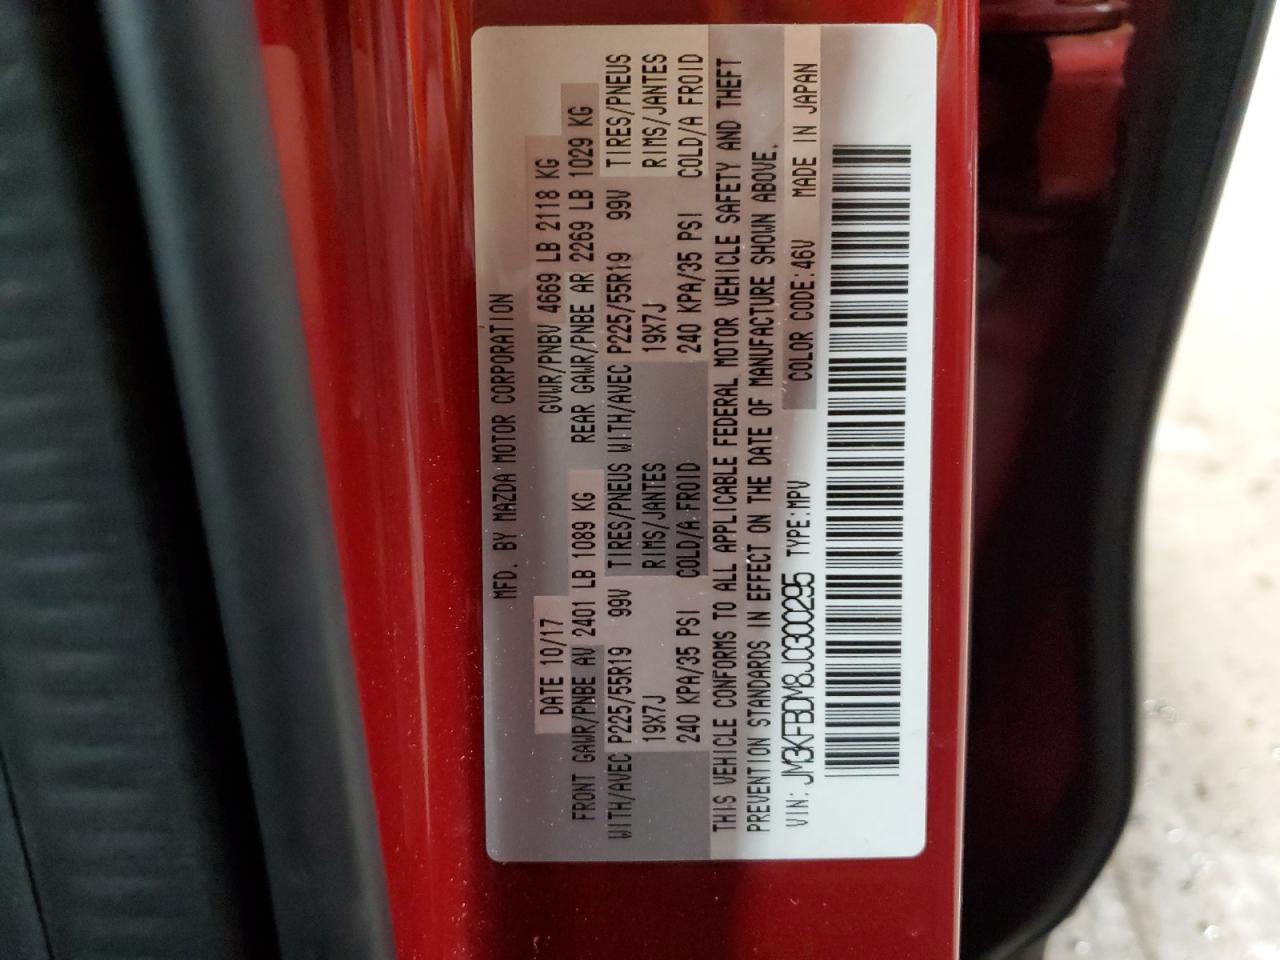 MFD. BY MAZDA MOTOR CORPORATION
DATE 10/17 GVWR/PNBV 4669 LB 2118 KG
FRONT GAWR/PNBE AV 2401 LB 1089 KG REAR GAWR/PNBE AR 2269 LB 1029 KG
WITH/AVEC P225/55R19 99V TIRES/PNEUS WITH/AVEC P225/55R19 99V TIRES/PNEUS
19X7J RIMS/JANTES 19X7J RIMS/JANTES
240 KPA/35 PSI COLD/A FROID 240 KPA/35 PSI COLD/A FROID
THIS VEHICLE CONFORMS TO ALL APPLICABLE FEDERAL MOTOR VEHICLE SAFETY AND THEFT
PREVENTION STANDARDS IN EFFECT ON THE DATE OF MANUFACTURE SHOWN ABOVE.
VIN: JM3KFBDM8J0300295 TYPE:MPV COLOR CODE:46V MADE IN JAPAN